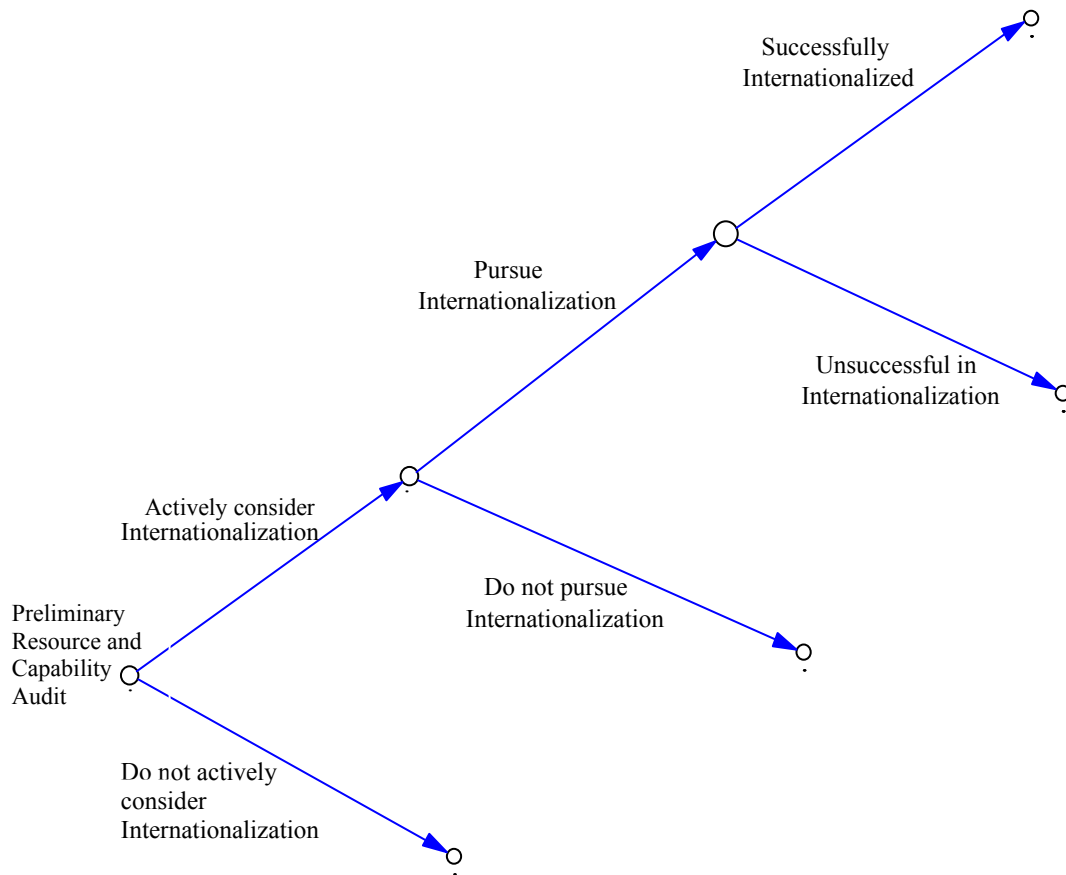 Successfully
Internationalized
Pursue
Internationalization
Unsuccessful in
Internationalization
Actively consider
Internationalization
Do not pursue
Internationalization
Preliminary
Resource and
Capability
Audit
Do not actively
consider
Internationalization